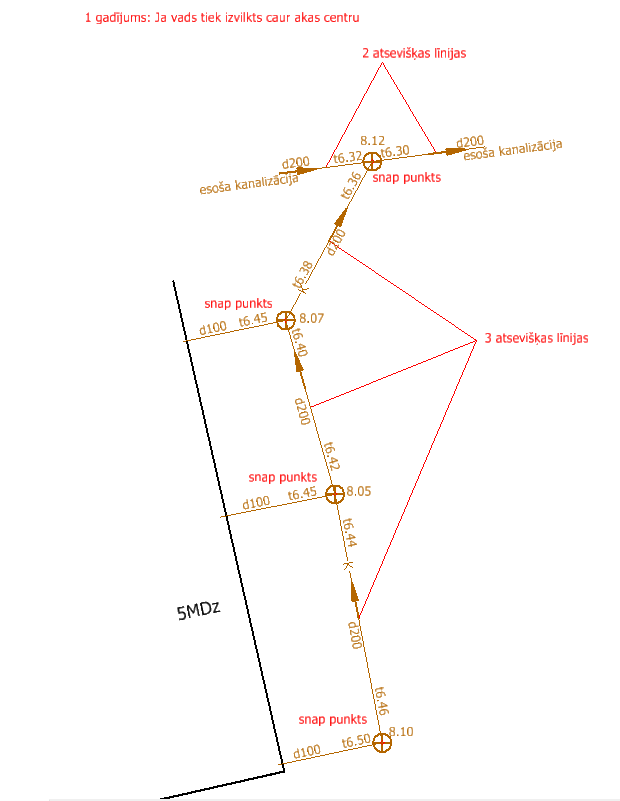 1 gadījums: Ja vads tiek izvilkts caur akas centru
2 atsevišķas līnijas
8.12
d200
t6.32
t6.30
d200
esoša kanalizācija
esoša kanalizācija
snap punkts
t6.36
d200
t6.38
K
snap punkts
d100
t6.45
8.07
t6.40
3 atsevišķas līnijas
d200
t6.42
snap punkts
d100
t6.45
8.05
t6.44
K
5MDz
d200
t6.46
snap punkts
d100
t6.50
8.10